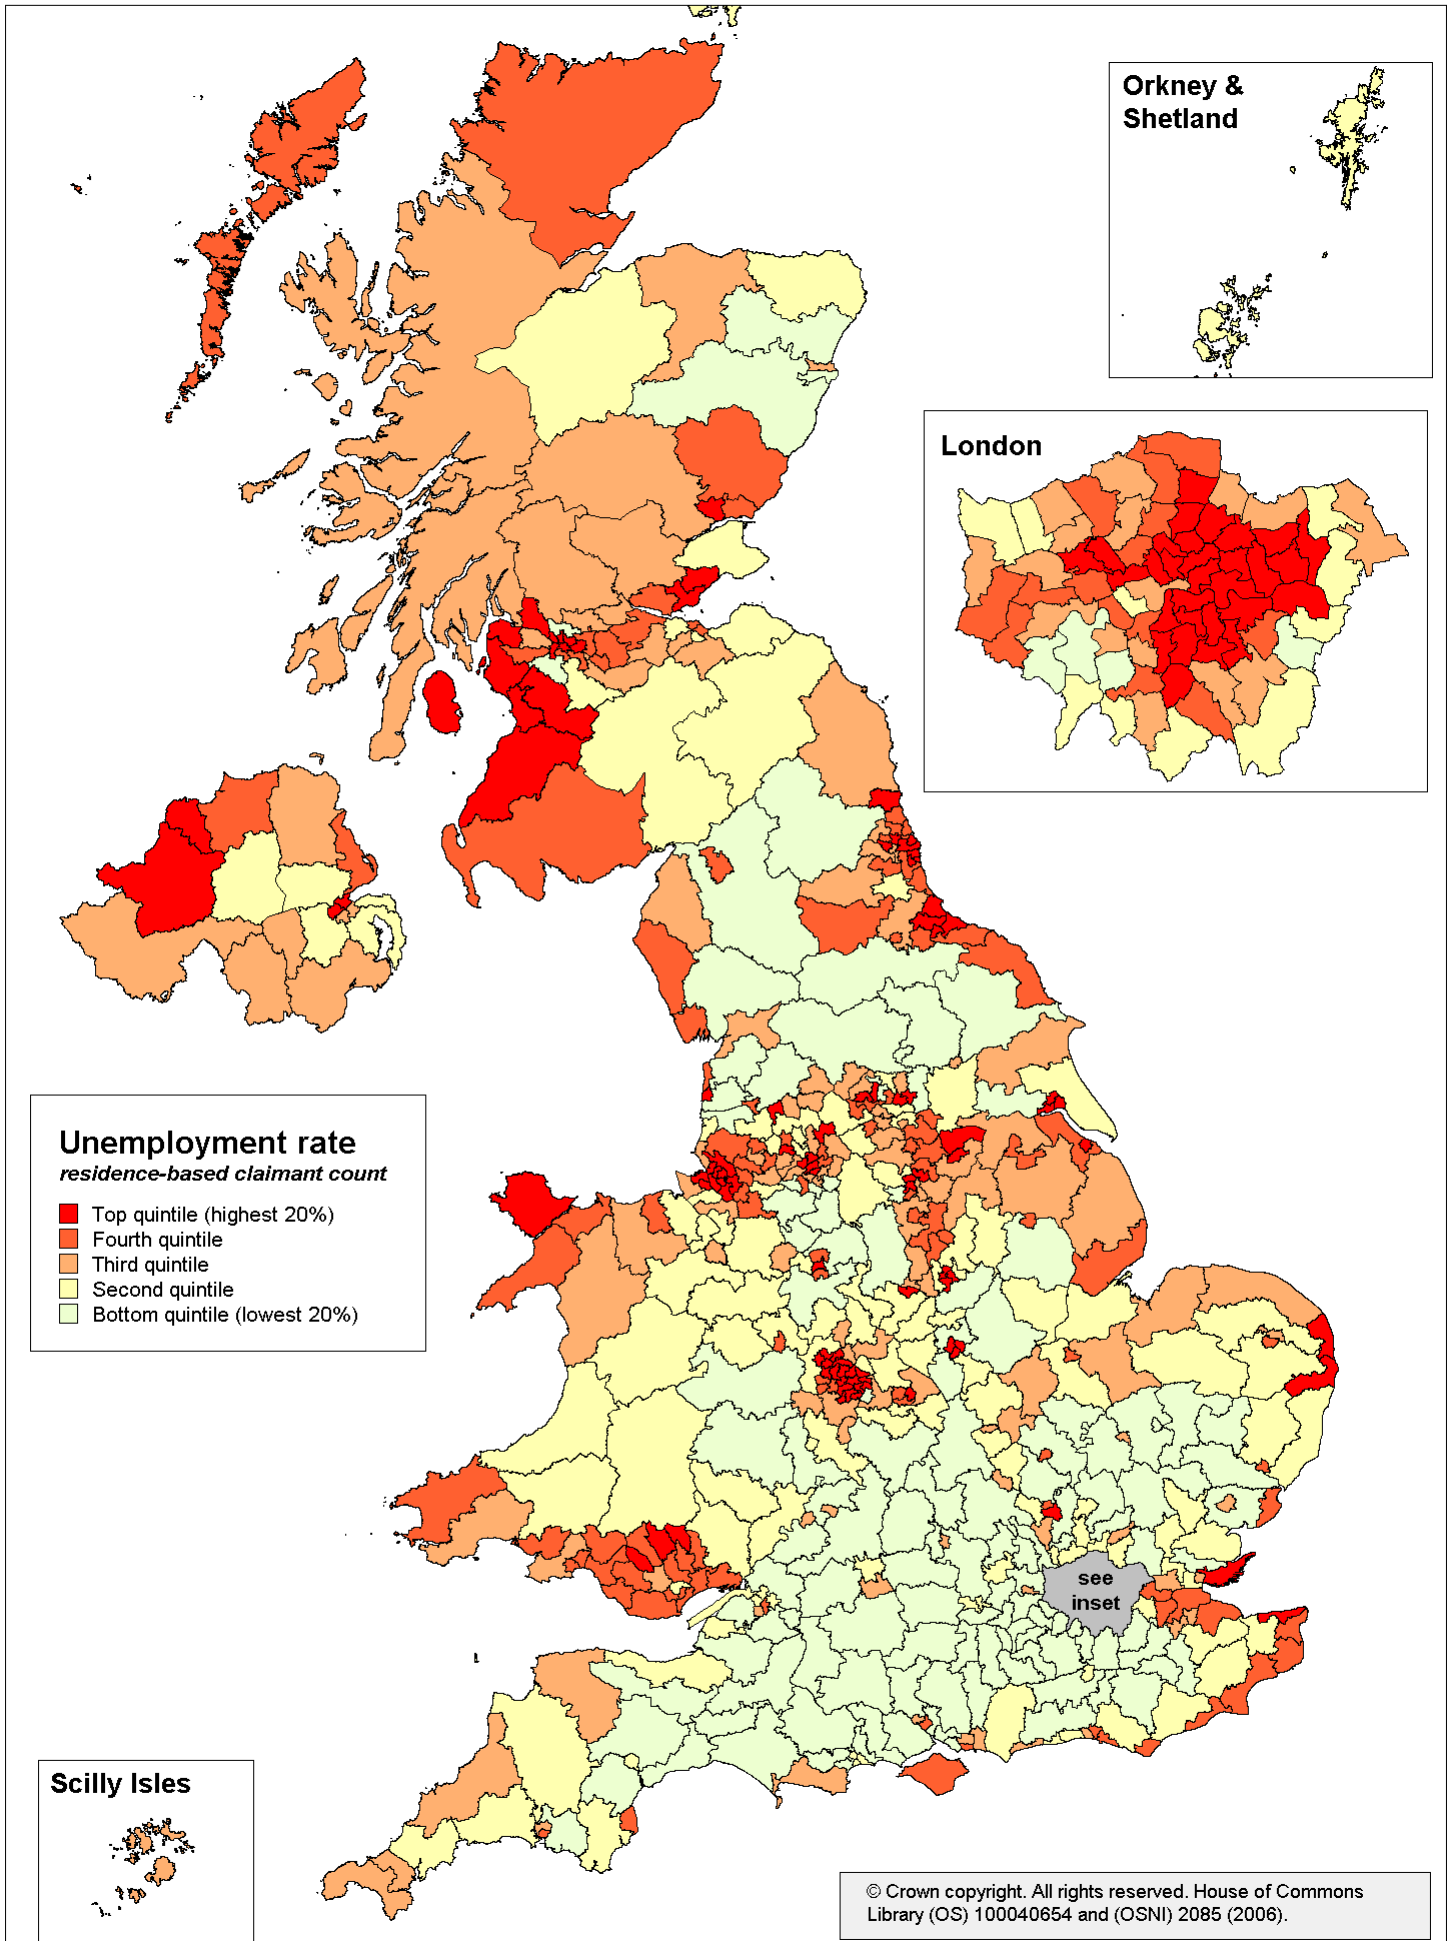 Orkney &
Shetland
London
Unemployment rate
residence-based claimant count
Top quintile (highest 20%)
Fourth quintile
Third quintile
Second quintile
Bottom quintile (lowest 20%)
see
inset
Scilly Isles
© Crown copyright. All rights reserved. House of Commons
Library (OS) 100040654 and (OSNI) 2085 (2006).